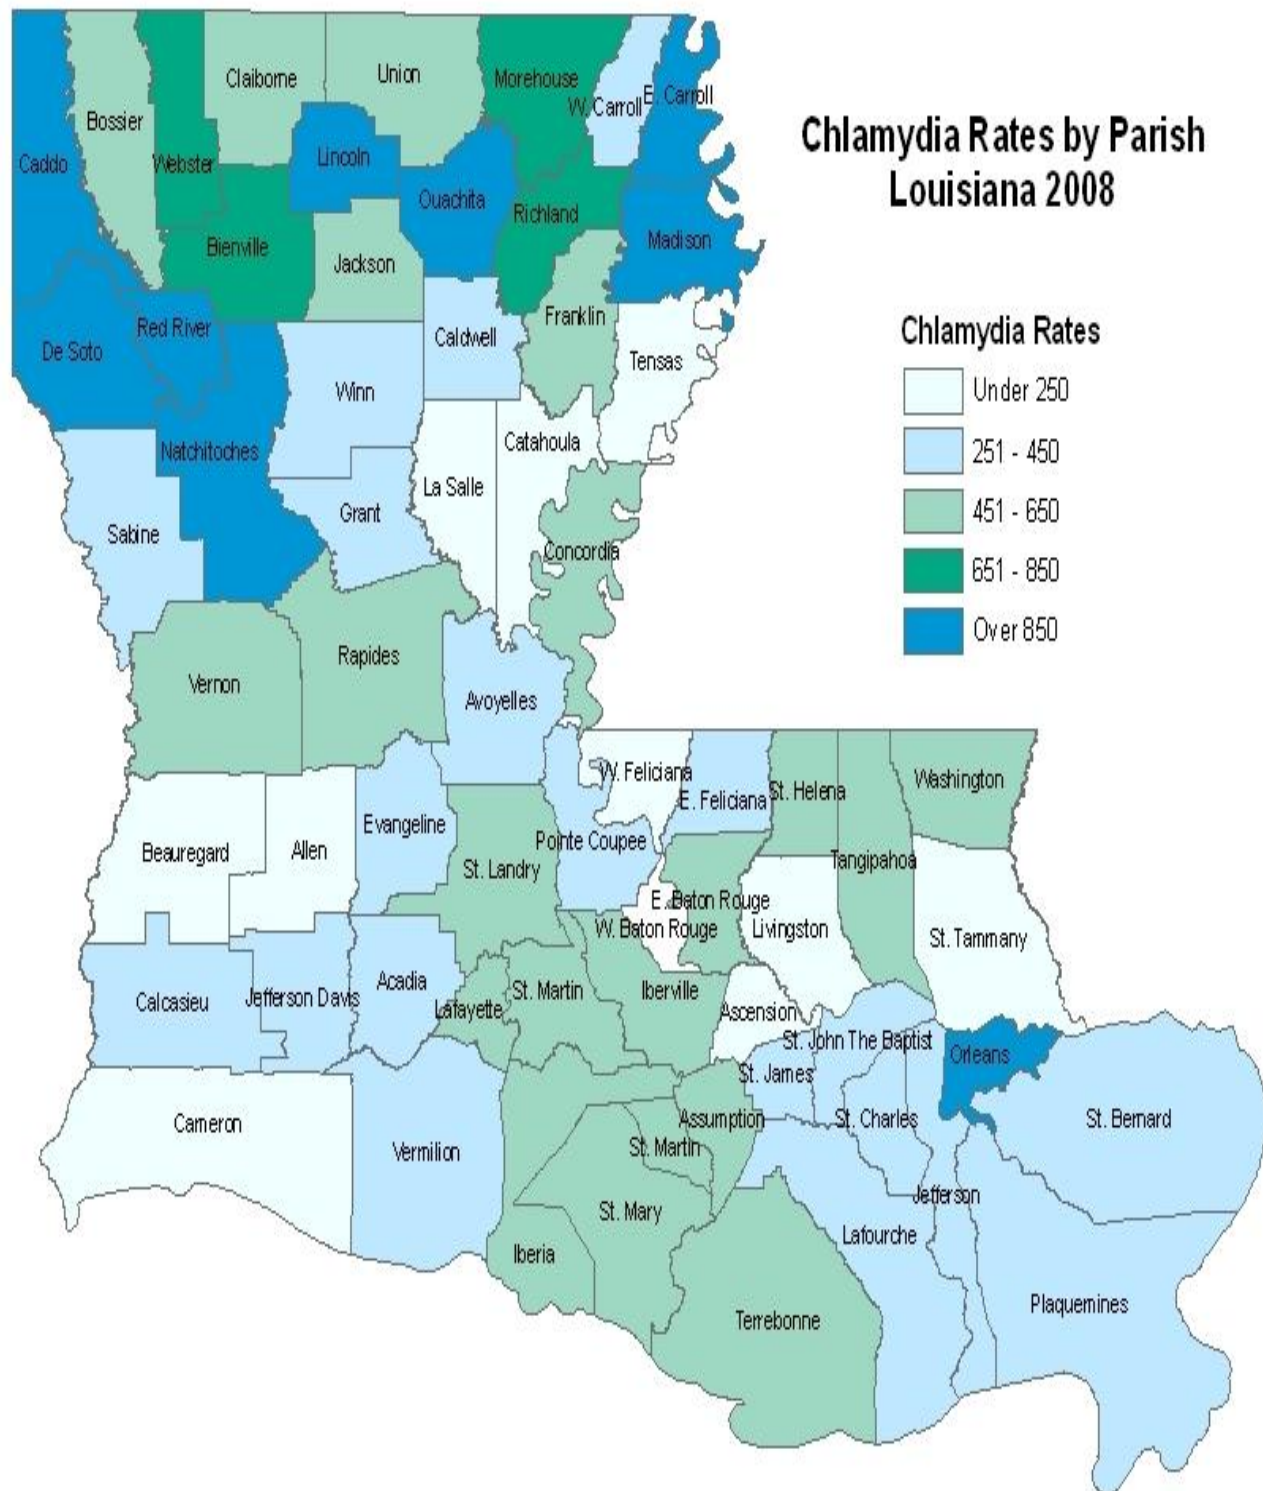 Chlamydia Rates by Parish
Louisiana 2008
Chlamydia Rates
Under 250
251 - 450
451 - 650
651 - 850
Over 850
Caddo
Bossier
Webster
Claiborne
Union
Morehouse
W. Carroll
E. Carroll
Lincoln
Ouachita
Richland
Madison
Bienville
Jackson
Franklin
Tensas
De Soto
Red River
Caldwell
Winn
Natchitoches
Catahoula
La Salle
Grant
Sabine
Concordia
Rapides
Vernon
Avoyelles
W. Feliciana
E. Feliciana
St. Helena
Washington
Evangeline
Pointe Coupee
Beauregard
Allen
St. Landry
Tangipahoa
E. Baton Rouge
W. Baton Rouge
Livingston
St. Tammany
Calcasieu
Jefferson Davis
Acadia
Lafayette
St. Martin
Iberville
Ascension
St. John The Baptist
Orleans
St. James
Cameron
Vermilion
Assumption
St. Charles
St. Bernard
St. Martin
St. Mary
Jefferson
Iberia
Lafourche
Terrebonne
Plaquemines